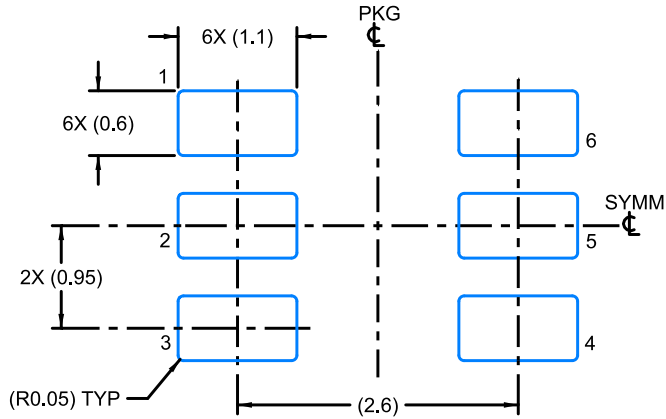 PKG
℄
6X (1.1)
1
6X (0.6)
6
SYMM
℄
2
5
2X (0.95)
3
4
(R0.05) TYP
(2.6)